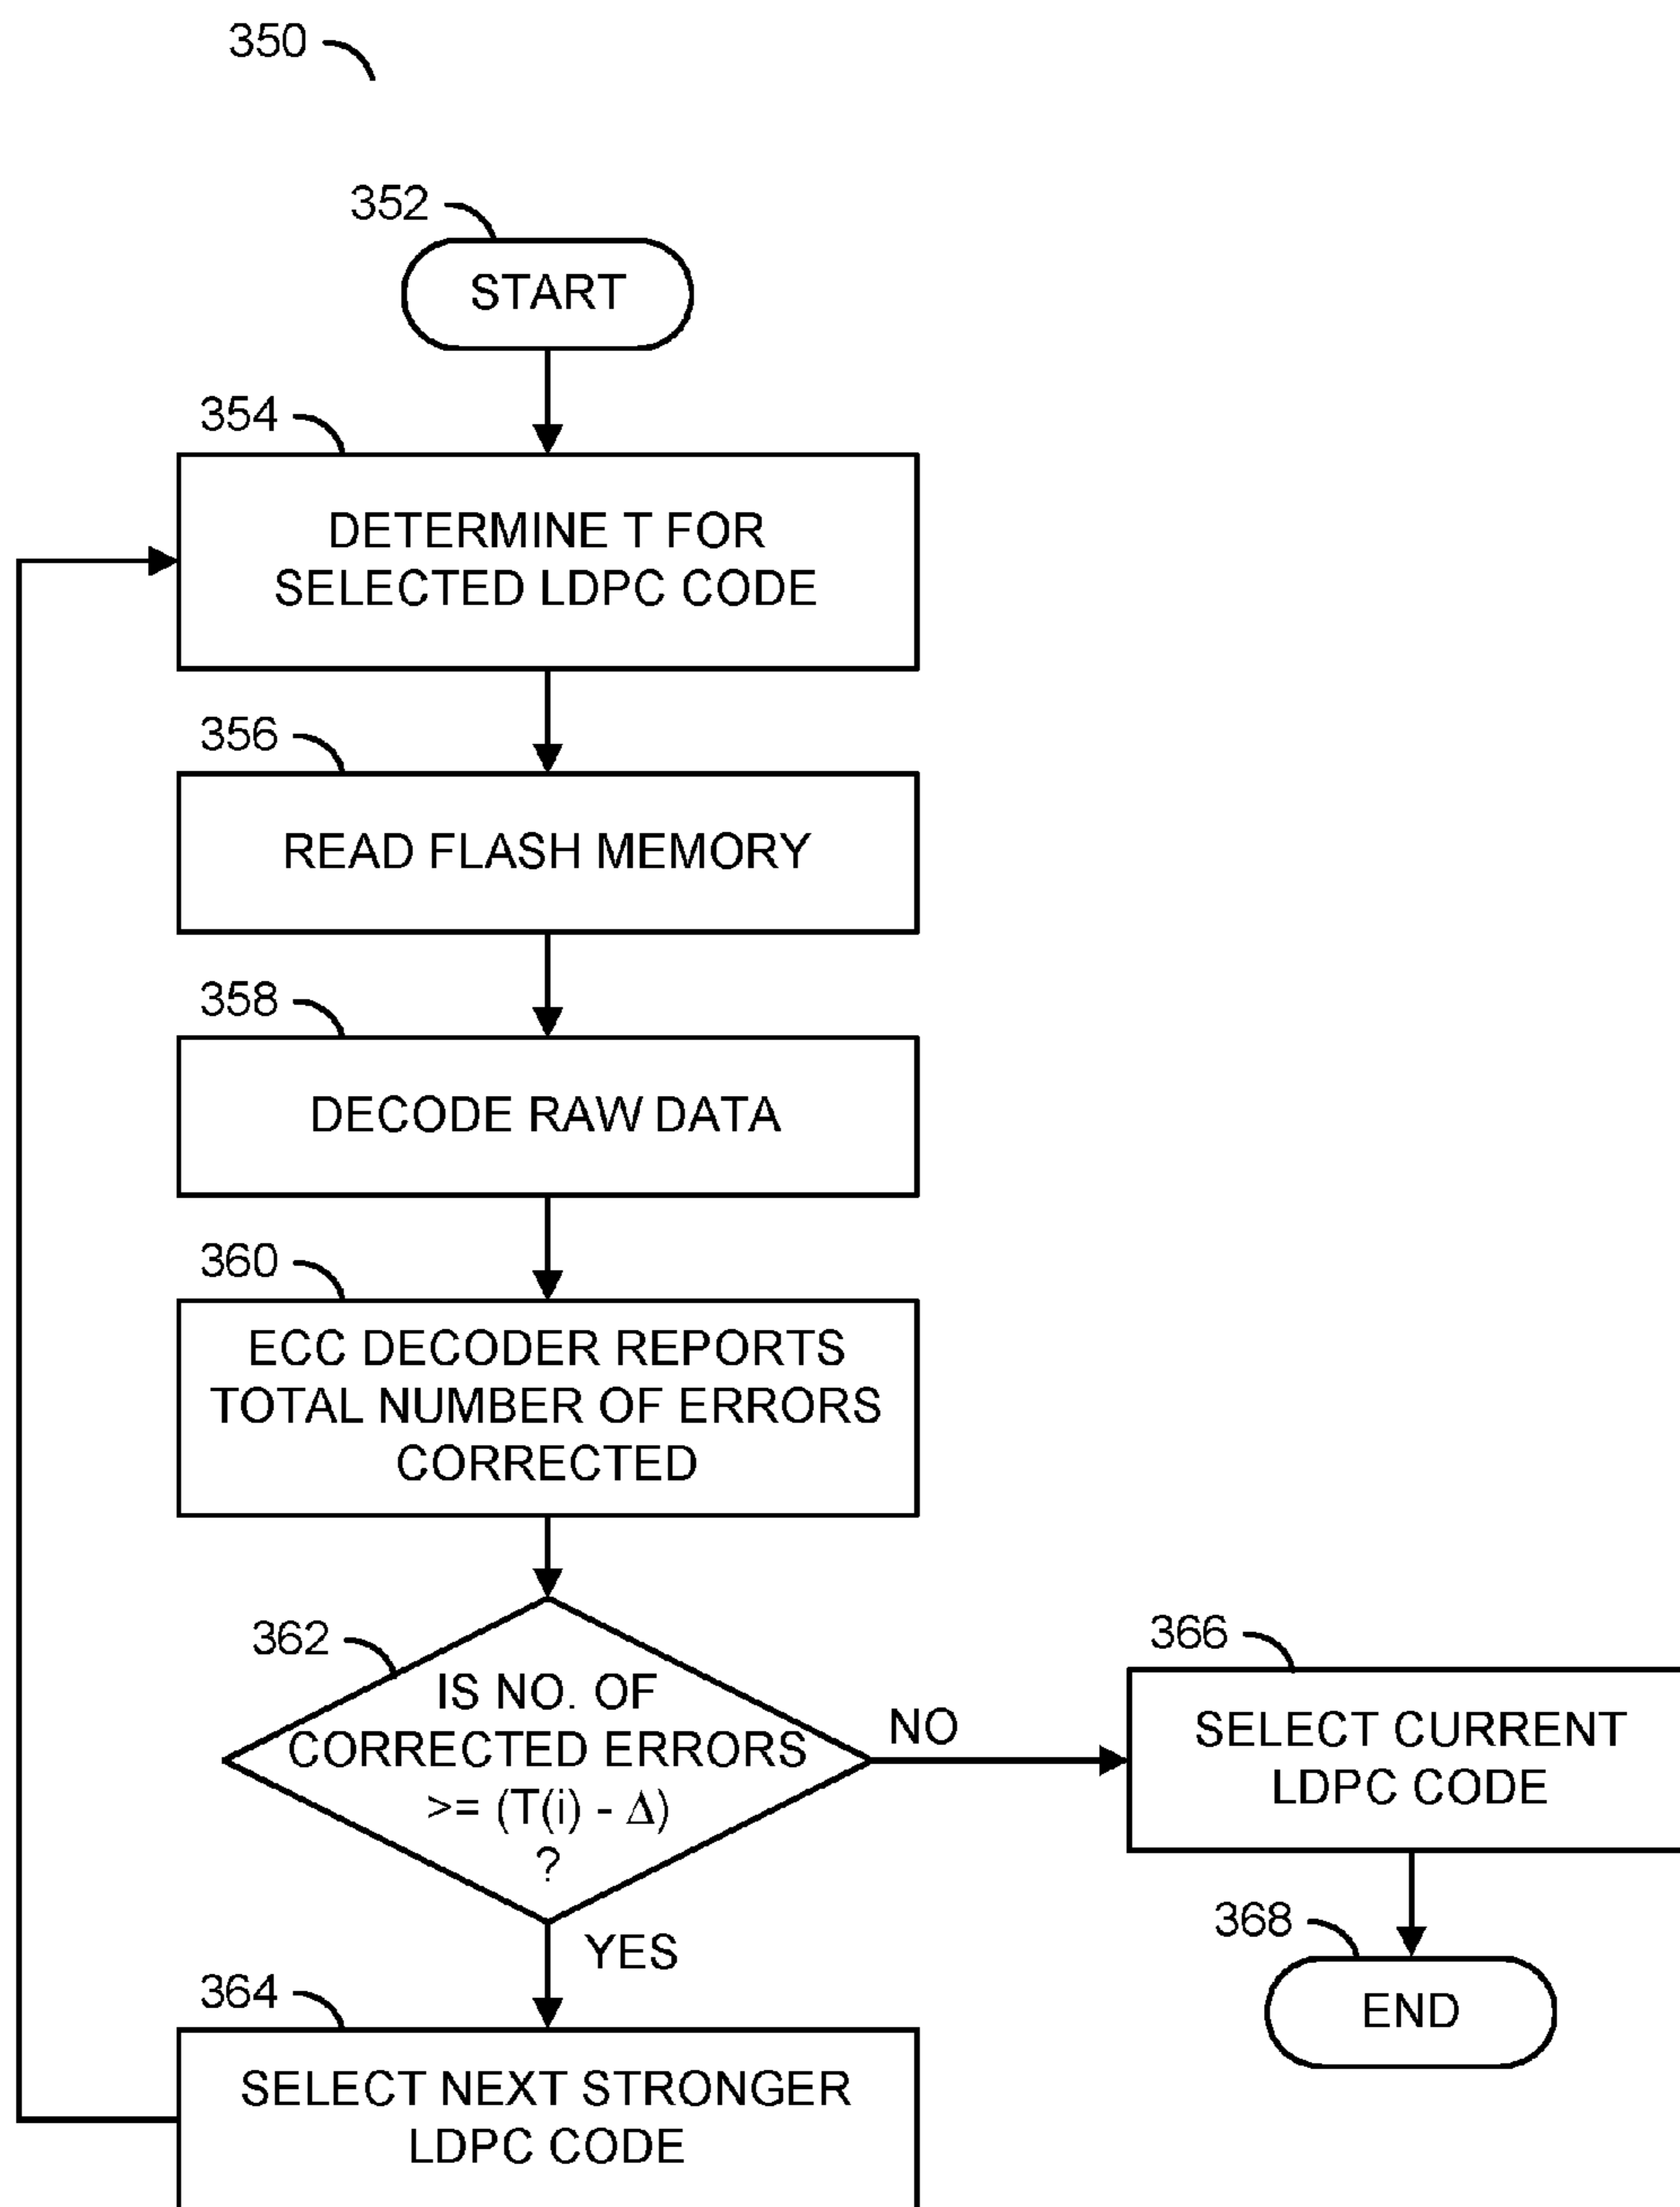 350
352
START
354
DETERMINE T FOR
SELECTED LDPC CODE
356
READ FLASH MEMORY
358
DECODE RAW DATA
360
ECC DECODER REPORTS
TOTAL NUMBER OF ERRORS
CORRECTED
362
IS NO. OF
CORRECTED ERRORS
>= (T(i) - Δ)
?
NO
366
SELECT CURRENT
LDPC CODE
368
END
YES
364
SELECT NEXT STRONGER
LDPC CODE